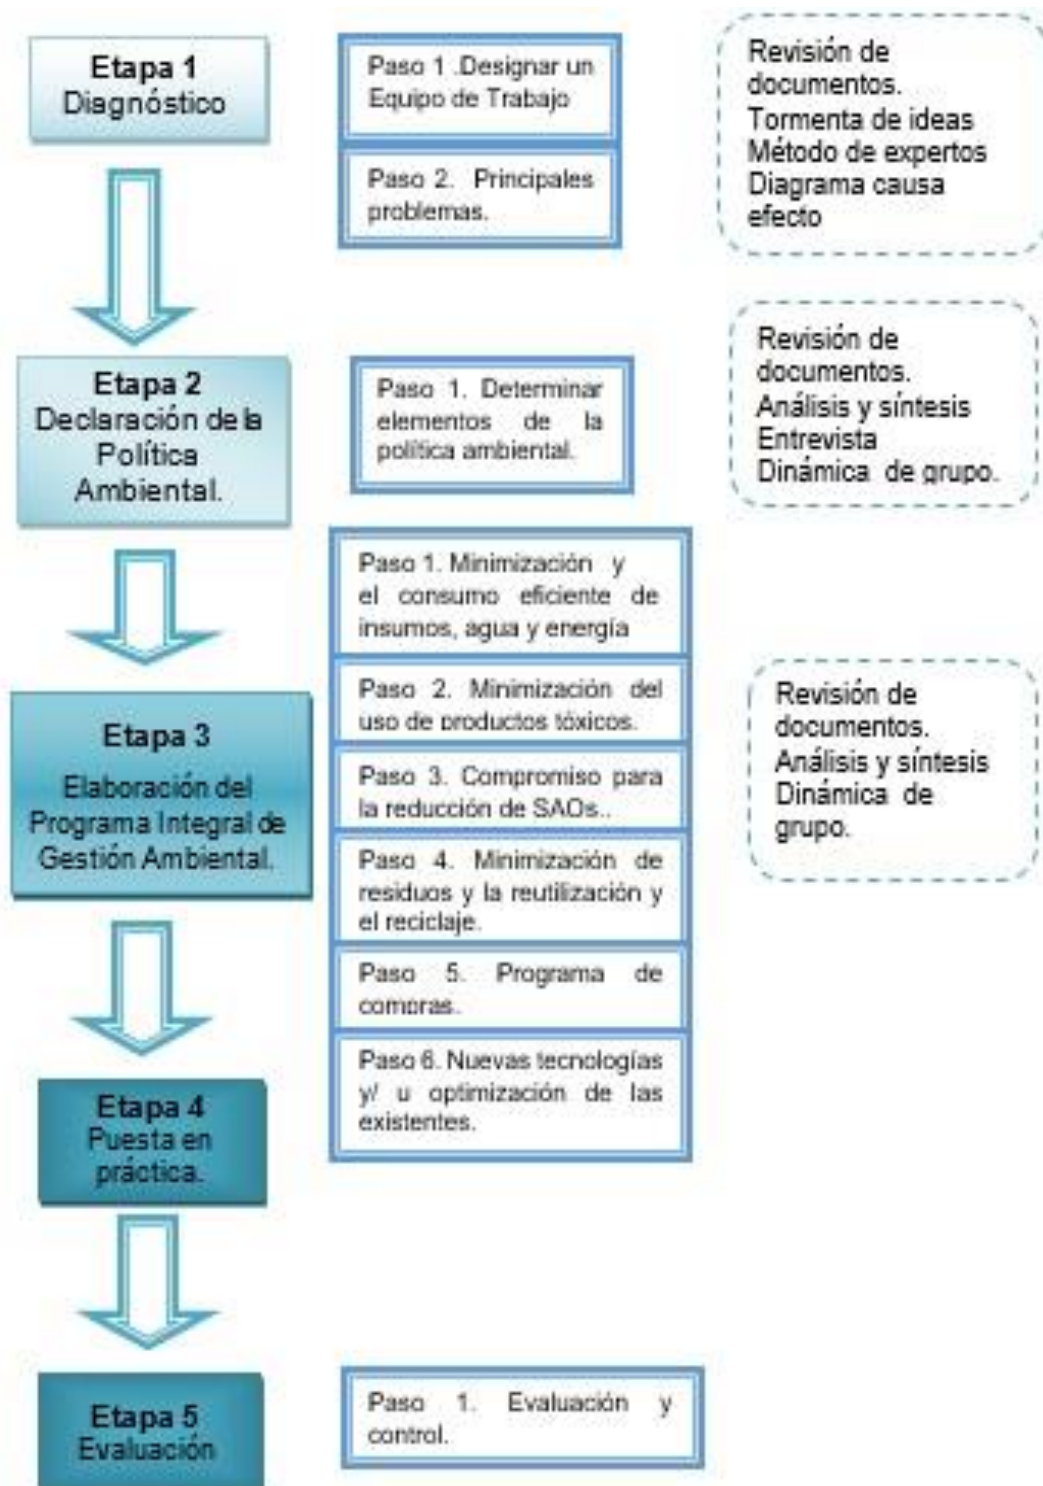 Etapa 1
Diagnóstico
Paso 1 .Designar un
Equipo de Trabajo
Paso 2. Principales
problemas.
Revisión de
documentos.
Tormenta de ideas
Método de expertos
Diagrama causa
efecto
Etapa 2
Declaración de la
Política
Ambiental.
Paso 1. Determinar
elementos de la
política ambiental.
Revisión de
documentos.
Análisis y síntesis
Entrevista
Dinámica de grupo.
Etapa 3
Elaboración del
Programa Integral de
Gestión Ambiental.
Paso 1. Minimización y
el consumo eficiente de
insumos, agua y energía
Paso 2. Minimización del
uso de productos tóxicos.
Paso 3. Compromiso para
la reducción de SAOs..
Paso 4. Minimización de
residuos y la reutilización y
el reciclaje.
Paso 5. Programa de
compras.
Paso 6. Nuevas tecnologías
y/ u optimización de las
existentes.
Revisión de
documentos.
Análisis y síntesis
Dinámica de
grupo.
Etapa 4
Puesta en
práctica.
Etapa 5
Evaluación
Paso 1. Evaluación y
control.